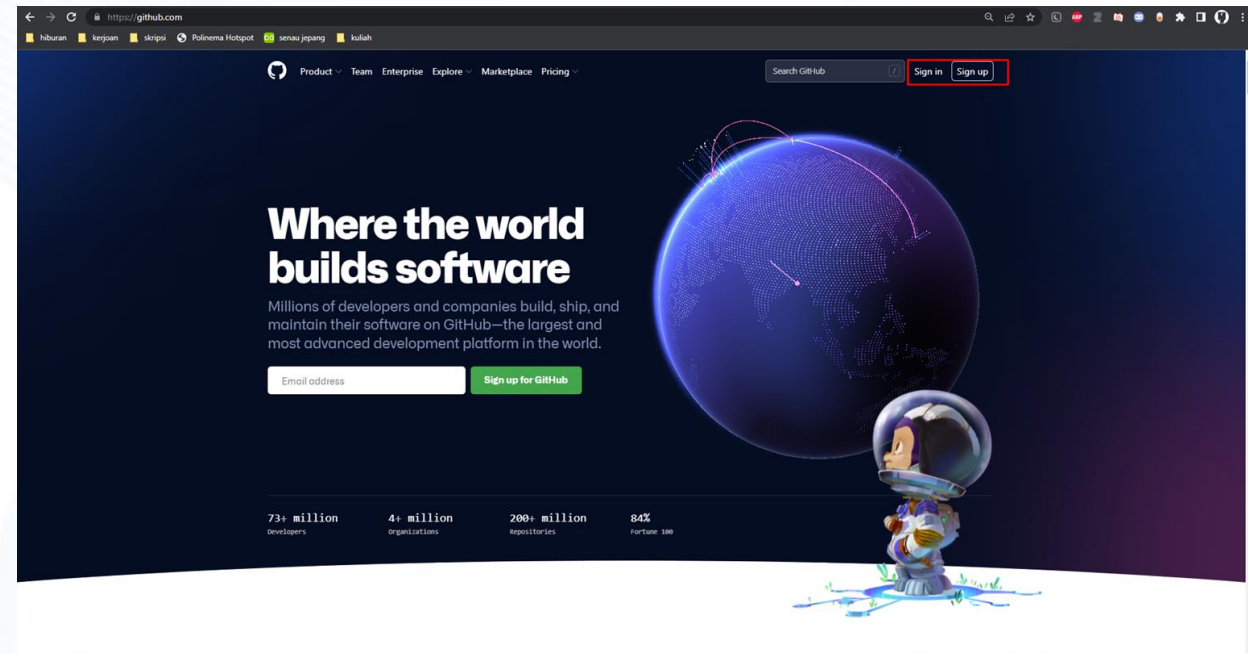 https://github.com
hiburan kerjoan skripsi Polinema Hotspot senau jepang kuliah
Product Team Enterprise Explore Marketplace Pricing Search GitHub / Sign in Sign up
Where the world
builds software
Millions of developers and companies build, ship, and
maintain their software on GitHub—the largest and
most advanced development platform in the world.
Email address Sign up for GitHub
73+ million 4+ million 200+ million 84%
Developers Organizations Repositories Fortune 100